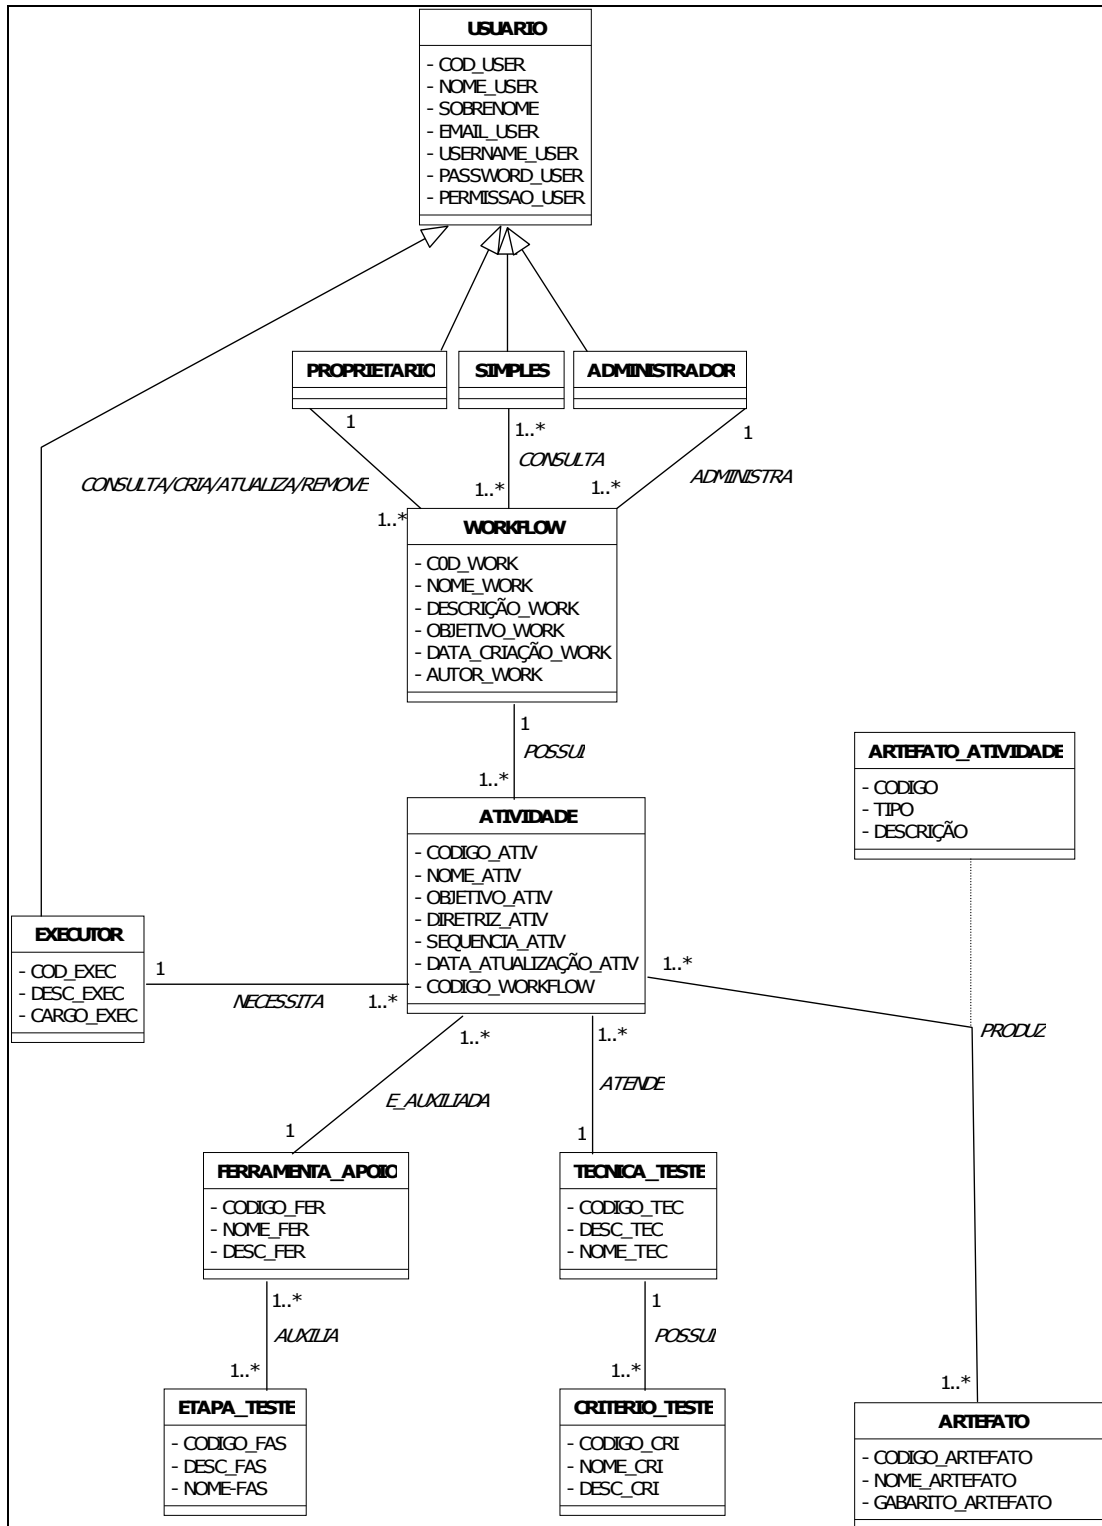 USUARIO
- COD_USER
- NOME_USER
- SOBRENOME
- EMAIL_USER
- USERNAME_USER
- PASSWORD_USER
- PERMISSAO_USER
PROPRIETARIO
SIMPLES
ADMINISTRADOR
1
1..*
1
CONSULTA
ADMINISTRA
CONSULTA/CRIA/ATUALIZA/REMOVE
1..*
1..*
1..*
WORKFLOW
- C0D_WORK
- NOME_WORK
- DESCRIÇÃO_WORK
- OBJETIVO_WORK
- DATA_CRIAÇÃO_WORK
- AUTOR_WORK
1
POSSUI
1..*
ARTEFATO_ATIVIDADE
- CODIGO
- TIPO
- DESCRIÇÃO
ATIVIDADE
- CODIGO_ATIV
- NOME_ATIV
- OBJETIVO_ATIV
- DIRETRIZ_ATIV
- SEQUENCIA_ATIV
- DATA_ATUALIZAÇÃO_ATIV
- CODIGO_WORKFLOW
EXECUTOR
- COD_EXEC
- DESC_EXEC
- CARGO_EXEC
1
NECESSITA
1..*
1..*
PRODUZ
1..*
1..*
E_AUXILIADA
ATENDE
1
1
FERRAMENTA_APOIO
- CODIGO_FER
- NOME_FER
- DESC_FER
TECNICA_TESTE
- CODIGO_TEC
- DESC_TEC
- NOME_TEC
1..*
AUXILIA
1..*
1
POSSUI
1..*
1..*
ETAPA_TESTE
- CODIGO_FAS
- DESC_FAS
- NOME-FAS
CRITERIO_TESTE
- CODIGO_CRI
- NOME_CRI
- DESC_CRI
ARTEFATO
- CODIGO_ARTEFATO
- NOME_ARTEFATO
- GABARITO_ARTEFATO